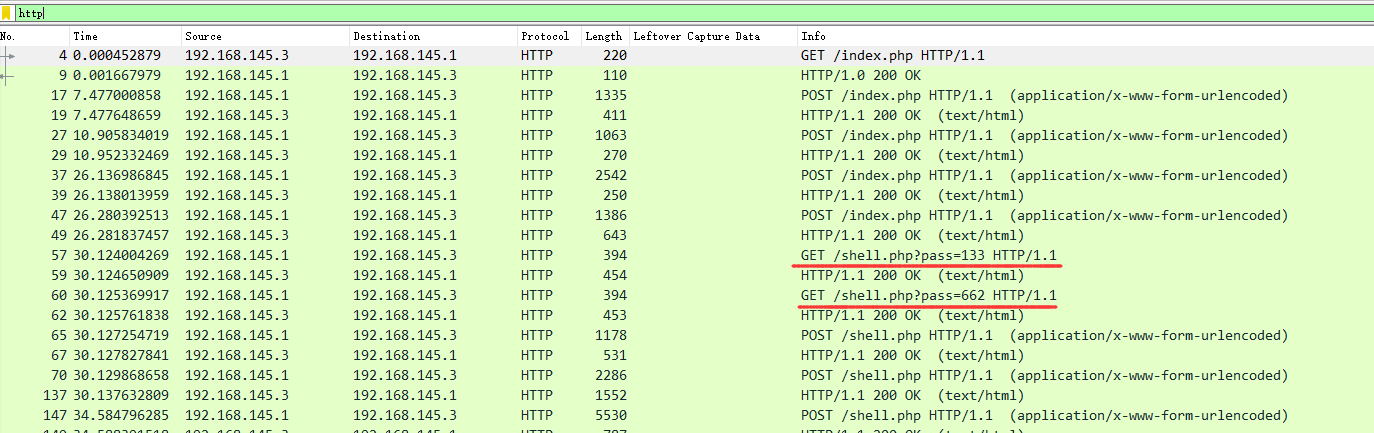 http
No. Time Source Destination Protocol Length Leftover Capture Data Info
4 0.000452879 192.168.145.3 192.168.145.1 HTTP 220 GET /index.php HTTP/1.1
9 0.001667979 192.168.145.1 192.168.145.3 HTTP 110 HTTP/1.0 200 OK
17 7.477000858 192.168.145.1 192.168.145.3 HTTP 1335 POST /index.php HTTP/1.1 (application/x-www-form-urlencoded)
19 7.477648659 192.168.145.3 192.168.145.1 HTTP 411 HTTP/1.1 200 OK (text/html)
27 10.905834019 192.168.145.1 192.168.145.3 HTTP 1063 POST /index.php HTTP/1.1 (application/x-www-form-urlencoded)
29 10.952332469 192.168.145.3 192.168.145.1 HTTP 270 HTTP/1.1 200 OK (text/html)
37 26.136986845 192.168.145.1 192.168.145.3 HTTP 2542 POST /index.php HTTP/1.1 (application/x-www-form-urlencoded)
39 26.138013959 192.168.145.3 192.168.145.1 HTTP 250 HTTP/1.1 200 OK (text/html)
47 26.280392513 192.168.145.1 192.168.145.3 HTTP 1386 POST /index.php HTTP/1.1 (application/x-www-form-urlencoded)
49 26.281837457 192.168.145.3 192.168.145.1 HTTP 643 HTTP/1.1 200 OK (text/html)
57 30.124004269 192.168.145.1 192.168.145.3 HTTP 394 GET /shell.php?pass=133 HTTP/1.1
59 30.124650909 192.168.145.3 192.168.145.1 HTTP 454 HTTP/1.1 200 OK (text/html)
60 30.125369917 192.168.145.1 192.168.145.3 HTTP 394 GET /shell.php?pass=662 HTTP/1.1
62 30.125761838 192.168.145.3 192.168.145.1 HTTP 453 HTTP/1.1 200 OK (text/html)
65 30.127254719 192.168.145.1 192.168.145.3 HTTP 1178 POST /shell.php HTTP/1.1 (application/x-www-form-urlencoded)
67 30.127827841 192.168.145.3 192.168.145.1 HTTP 531 HTTP/1.1 200 OK (text/html)
70 30.129868658 192.168.145.1 192.168.145.3 HTTP 2286 POST /shell.php HTTP/1.1 (application/x-www-form-urlencoded)
137 30.137632809 192.168.145.3 192.168.145.1 HTTP 1552 HTTP/1.1 200 OK (text/html)
147 34.584796285 192.168.145.1 192.168.145.3 HTTP 5530 POST /shell.php HTTP/1.1 (application/x-www-form-urlencoded)